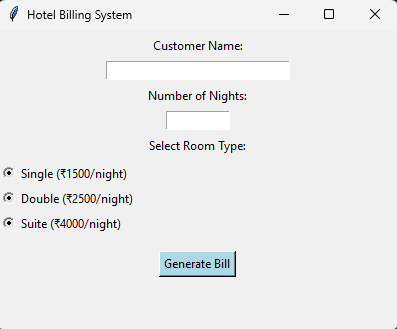 Hotel Billing System
Customer Name:
Number of Nights:
Select Room Type:
Single (₹1500/night)
Double (₹2500/night)
Suite (₹4000/night)
Generate Bill